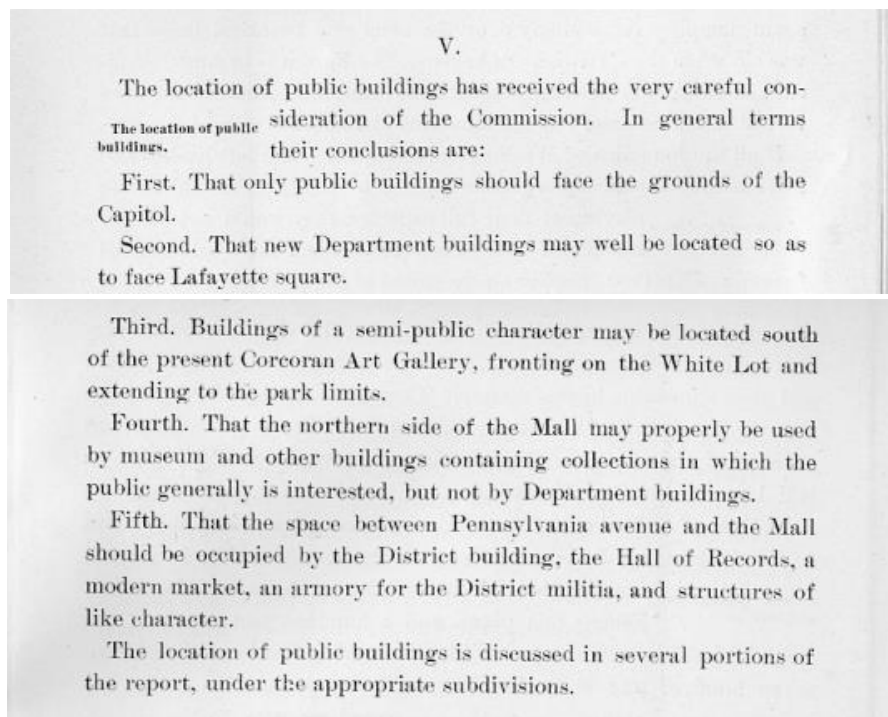 V.
The location of public buildings has received the very careful con-
The location of public
buildings.
sideration of the Commission. In general terms
their conclusions are:
First. That only public buildings should face the grounds of the
Capitol.
Second. That new Department buildings may well be located so as
to face Lafayette square.
Third. Buildings of a semi-public character may be located south
of the present Corcoran Art Gallery, fronting on the White Lot and
extending to the park limits.
Fourth. That the northern side of the Mall may properly be used
by museum and other buildings containing collections in which the
public generally is interested, but not by Department buildings.
Fifth. That the space between Pennsylvania avenue and the Mall
should be occupied by the District building, the Hall of Records, a
modern market, an armory for the District militia, and structures of
like character.
The location of public buildings is discussed in several portions of
the report, under the appropriate subdivisions.